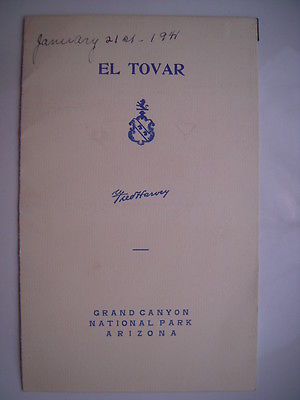 January 21st - 1941
EL TOVAR
Fred Harvey
GRAND CANYON
NATIONAL PARK
ARIZONA